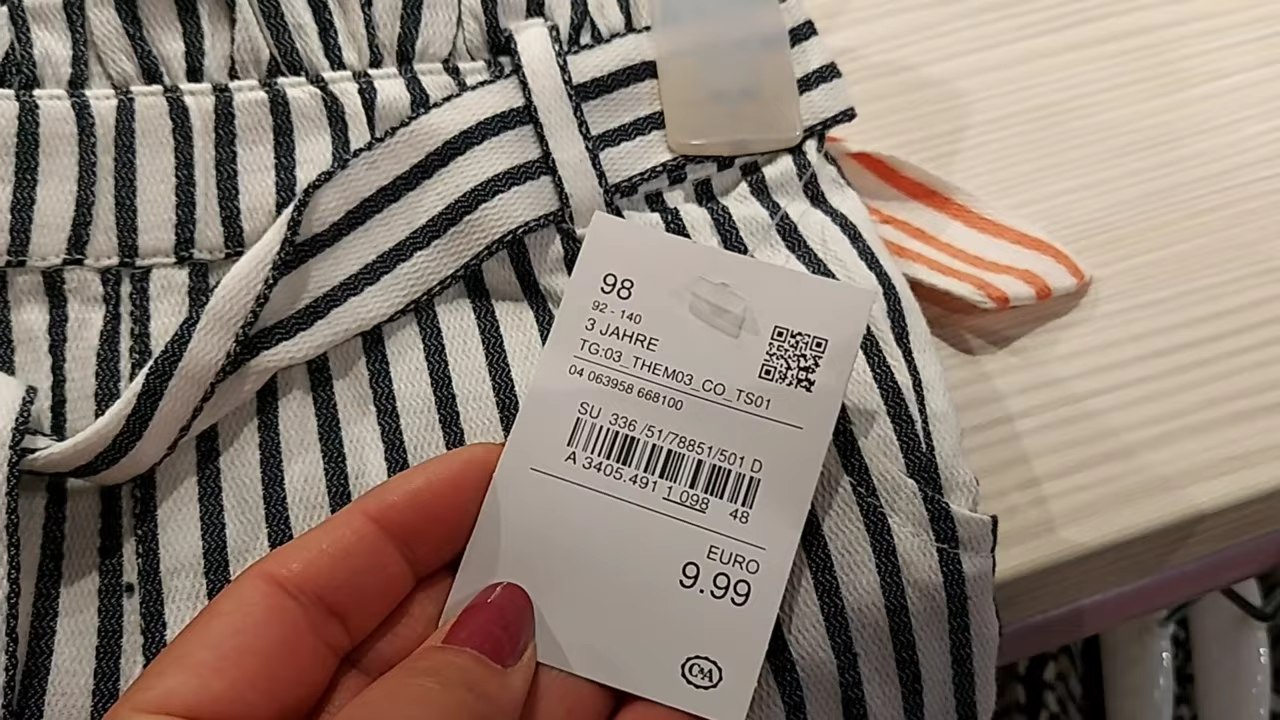 98
92 - 140
3 JAHRE
TG:03_THEM03_CO_TS01
04 063958 668100
SU 336 /51/78851/501 D
A 3405.491 1 098 48
EURO
9.99
C&A